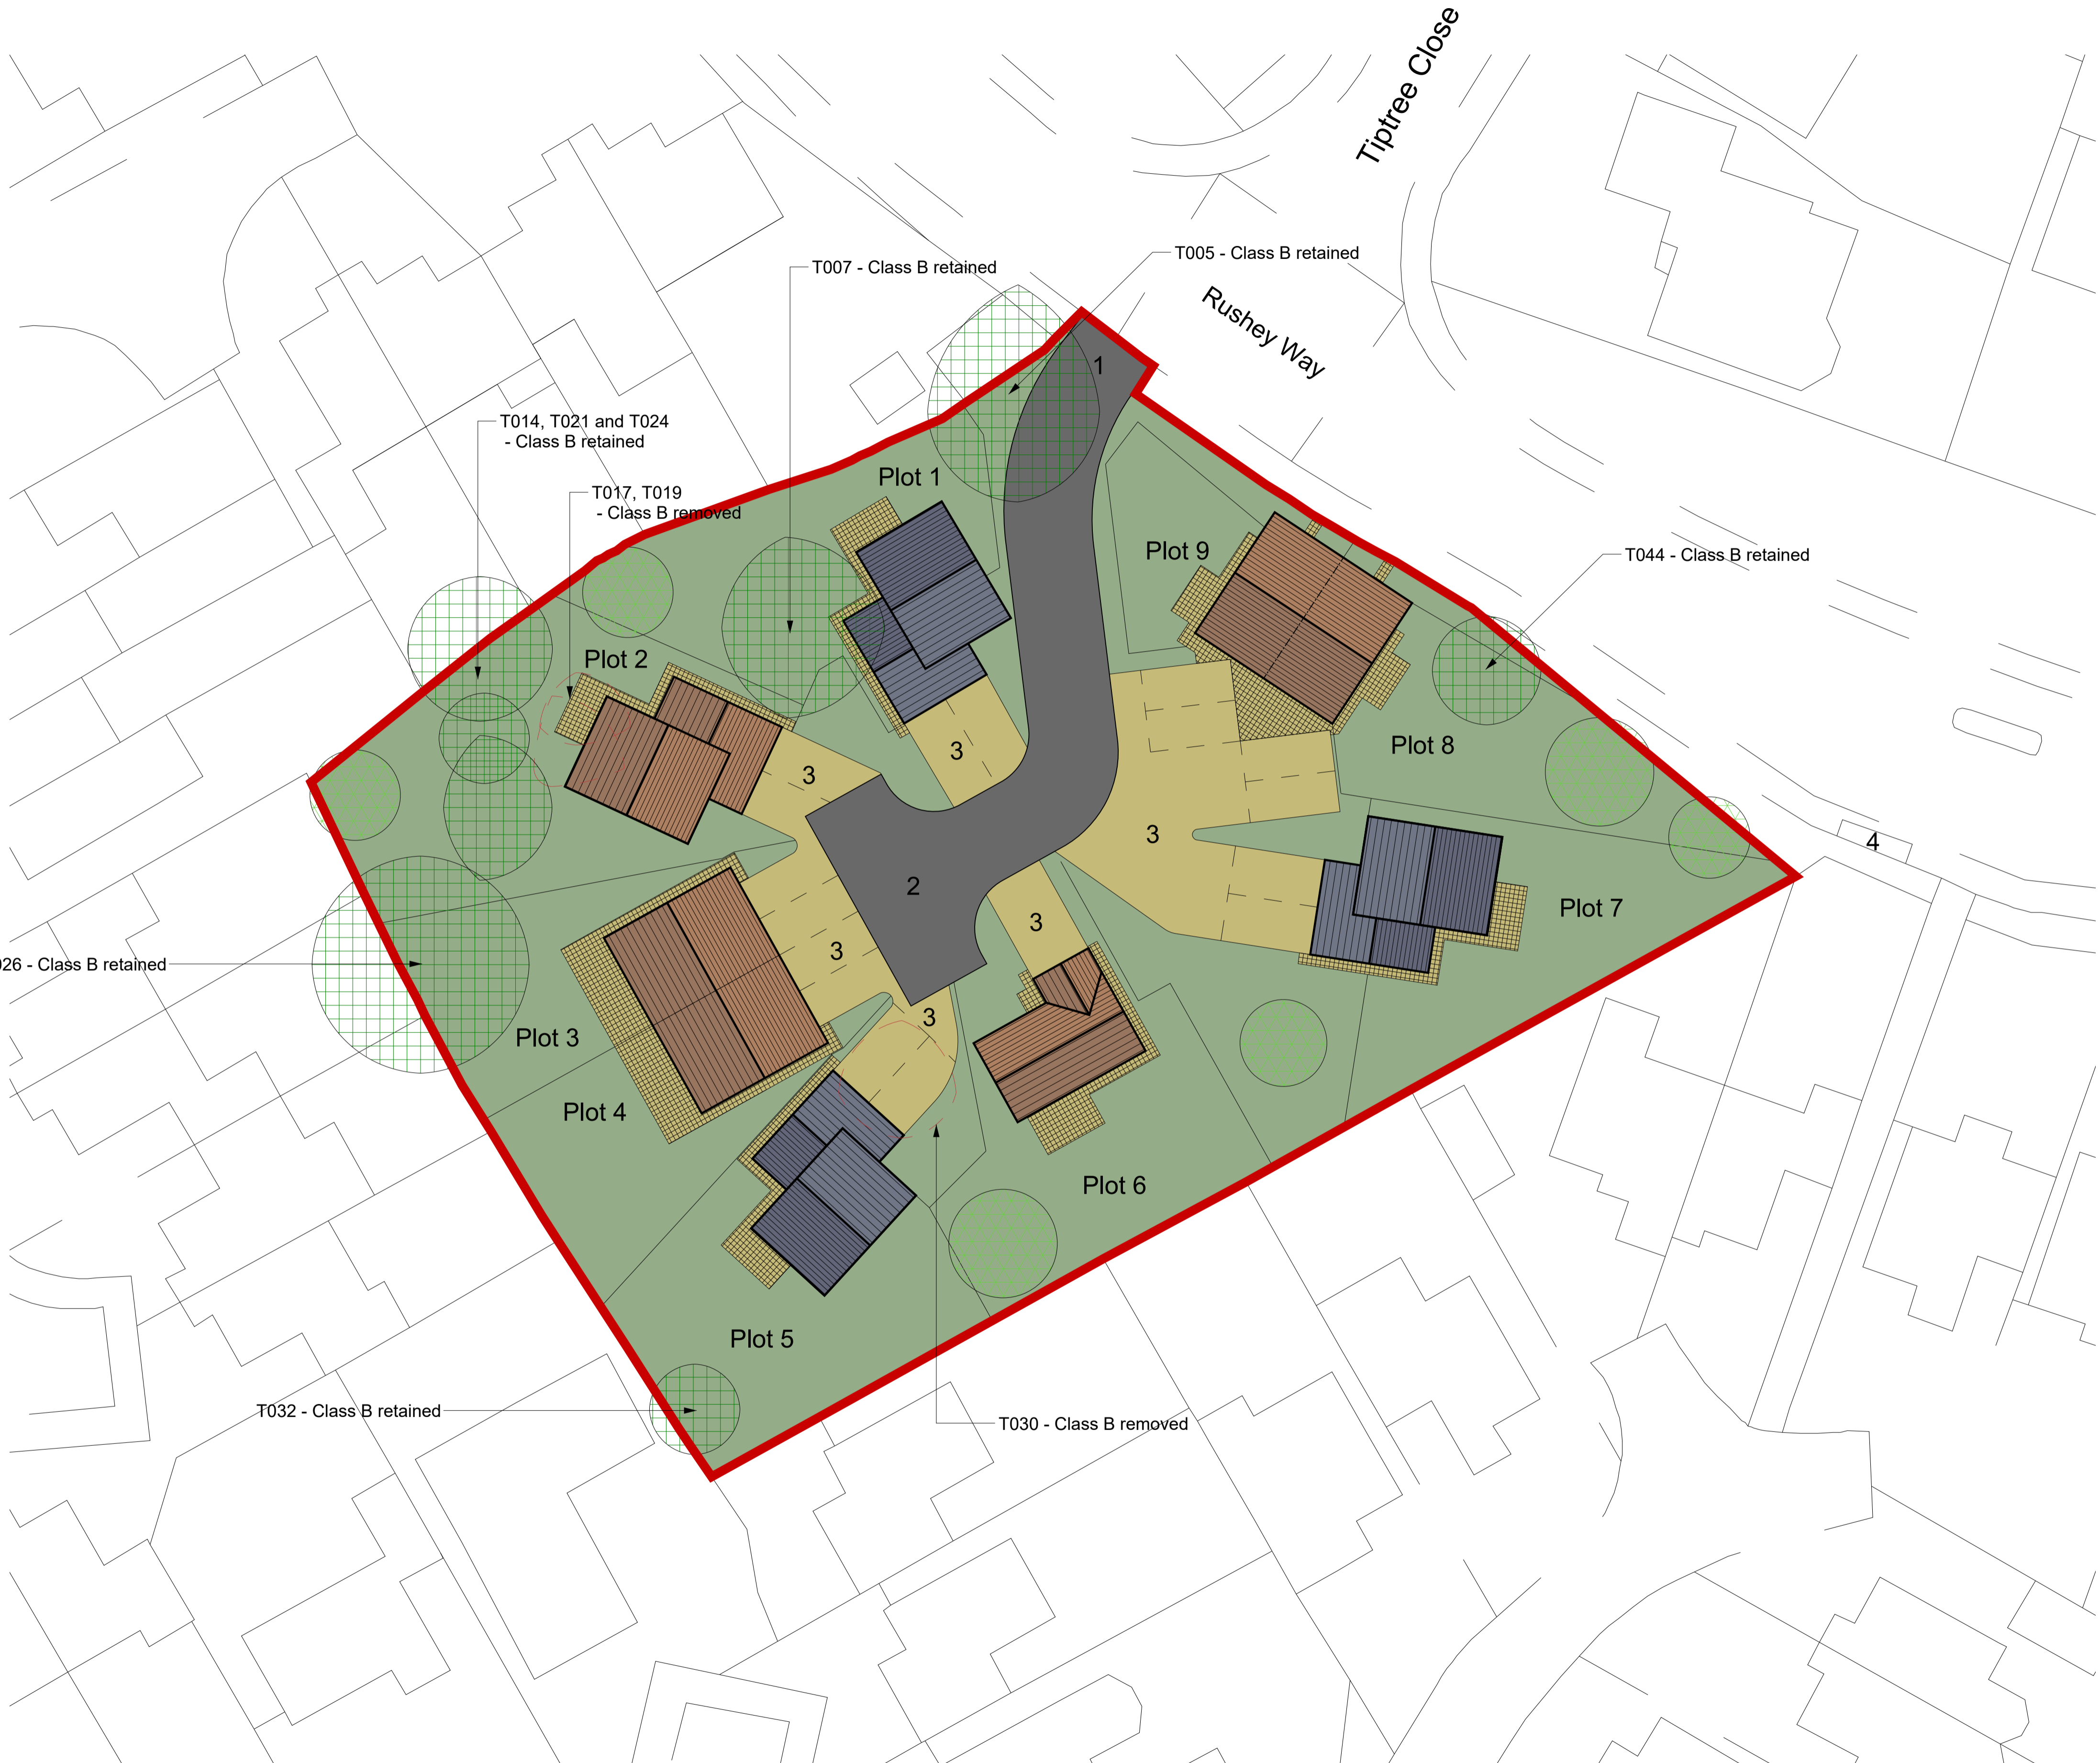 Tiptree Close
T005 - Class B retained
T007 - Class B retained
Rushey Way
1
T014, T021 and T024
- Class B retained
Plot 1
T017, T019
- Class B removed
Plot 9
T044 - Class B retained
Plot 2
Plot 8
3
3
3
4
2
Plot 7
3
3
026 - Class B retained
3
Plot 3
Plot 4
Plot 6
Plot 5
T032 - Class B retained
T030 - Class B removed